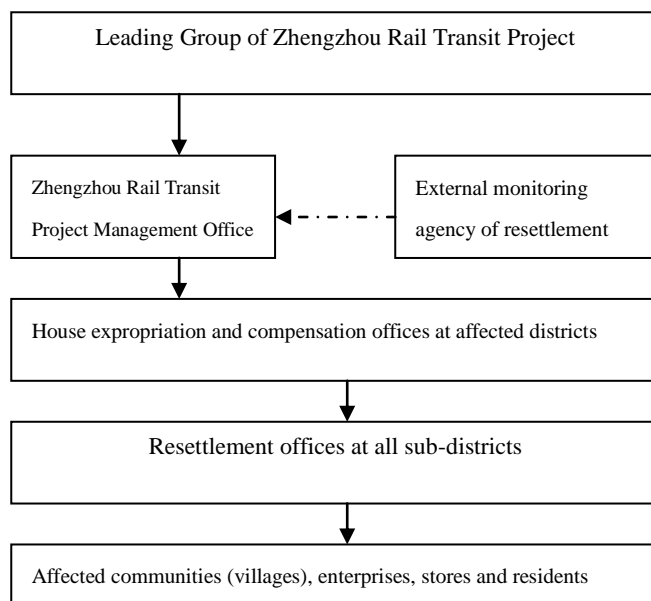 Leading Group of Zhengzhou Rail Transit Project
Zhengzhou Rail Transit
Project Management Office
External monitoring
agency of resettlement
House expropriation and compensation offices at affected districts
Resettlement offices at all sub-districts
Affected communities (villages), enterprises, stores and residents